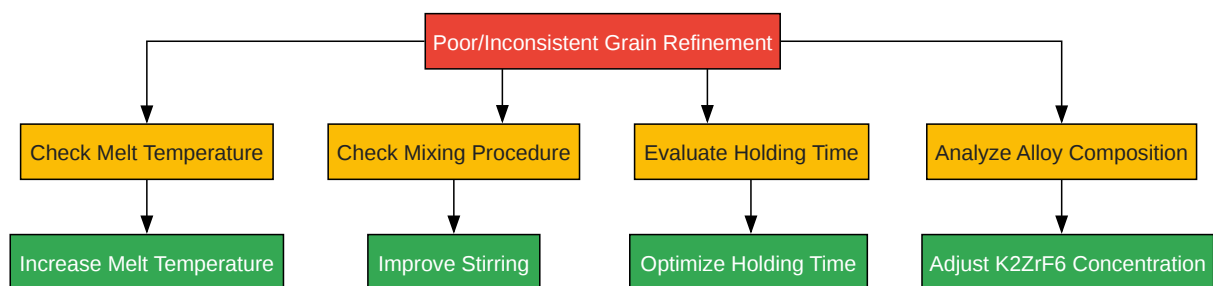 Poor/Inconsistent Grain Refinement
Check Melt Temperature
Check Mixing Procedure
Evaluate Holding Time
Analyze Alloy Composition
Increase Melt Temperature
Improve Stirring
Optimize Holding Time
Adjust K2ZrF6 Concentration